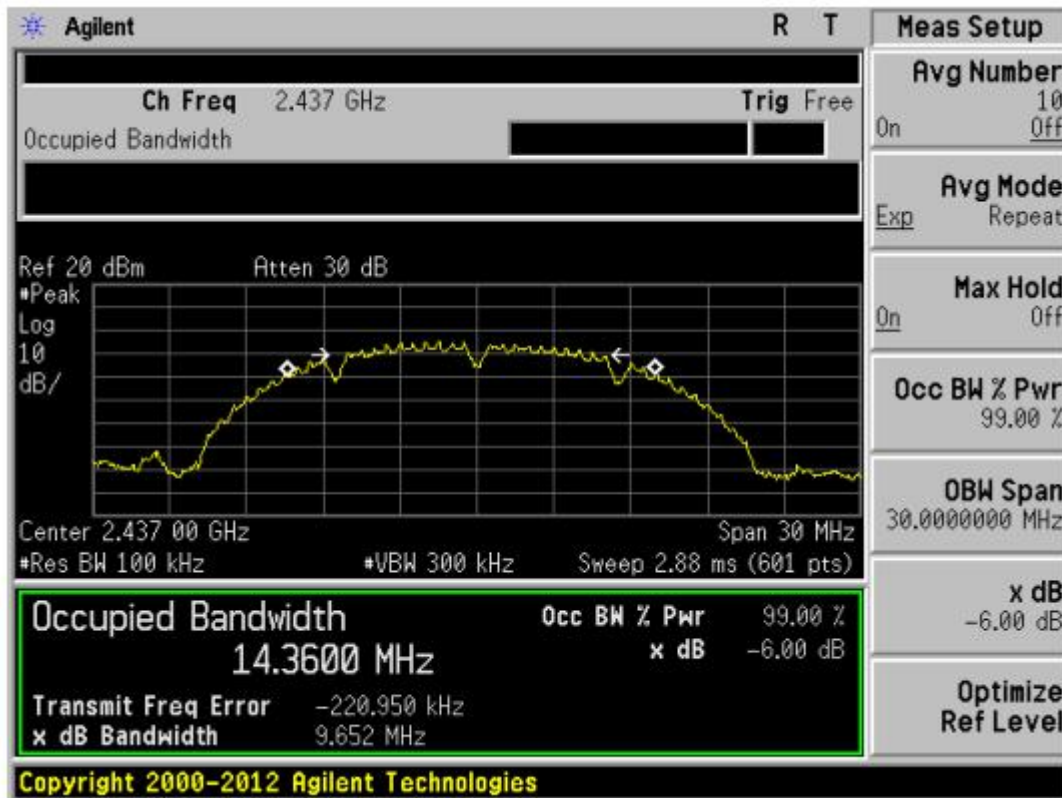 Agilent
R T
Ch Freq 2.437 GHz
Trig Free
Occupied Bandwidth
Ref 20 dBm
Atten 30 dB
#Peak
Log
10
dB/
Center 2.437 00 GHz
Span 30 MHz
#Res BW 100 kHz
#VBW 300 kHz
Sweep 2.88 ms (601 pts)
Occupied Bandwidth
14.3600 MHz
Occ BW % Pwr 99.00 %
x dB -6.00 dB
Transmit Freq Error -220.950 kHz
x dB Bandwidth 9.652 MHz
Copyright 2000-2012 Agilent Technologies
Meas Setup
Avg Number
10
On Off
Avg Mode
Exp Repeat
Max Hold
On Off
Occ BW % Pwr
99.00 %
OBW Span
30.0000000 MHz
x dB
-6.00 dB
Optimize
Ref Level